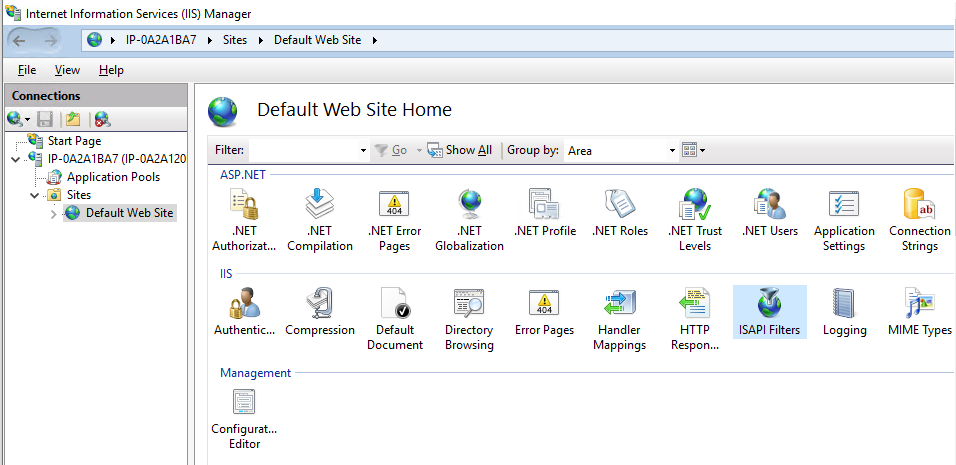 Internet Information Services (IIS) Manager
IP-0A2A1BA7 Sites Default Web Site
File View Help
Connections
Start Page
IP-0A2A1BA7 (IP-0A2A120
Application Pools
Sites
Default Web Site
Default Web Site Home
Filter: Go Show All Group by: Area
ASP.NET
.NET Authorizat...
.NET Compilation
.NET Error Pages
404
.NET Globalization
.NET Profile
.NET Roles
.NET Trust Levels
.NET Users
Application Settings
Connection Strings
ab
IIS
Authentic...
Compression
Default Document
Directory Browsing
Error Pages
404
Handler Mappings
HTTP Respon...
ISAPI Filters
Logging
MIME Types
Management
Configurat...
Editor